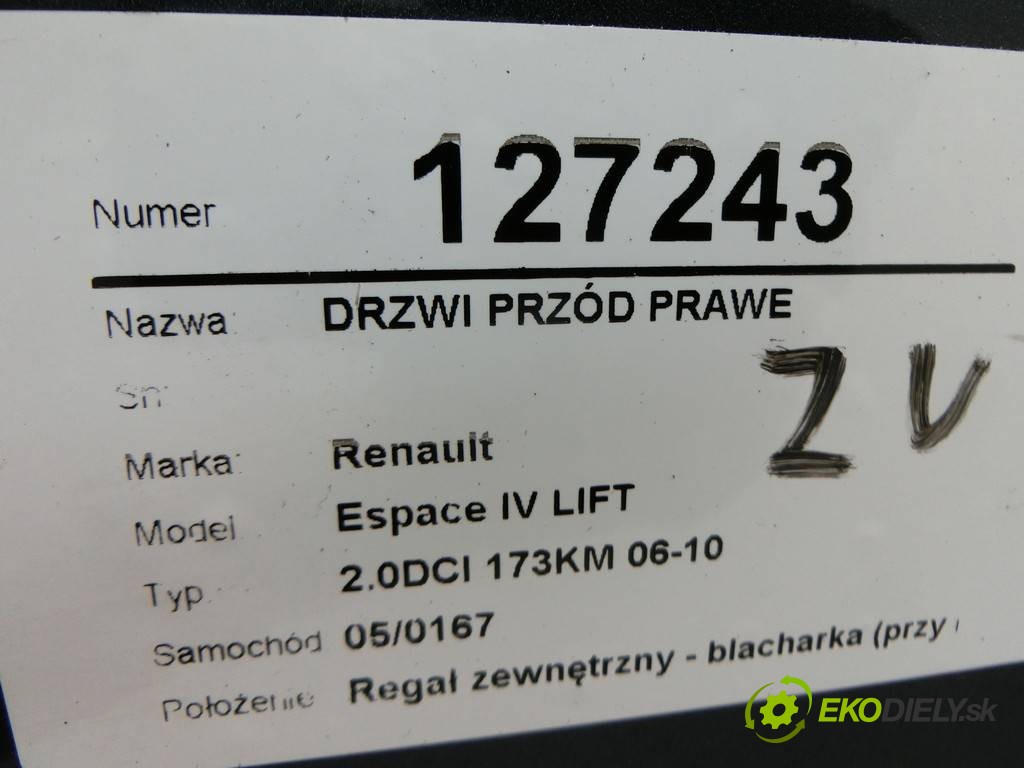 Numer 127243
Nazwa: DRZWI PRZÓD PRAWE
Sn:
Z U
Marka: Renault
Model Espace IV LIFT
Typ 2.0DCI 173KM 06-10
Samochód 05/0167
Położenie Regał zewnętrzny - blacharka (przy
EKODIELY.sk